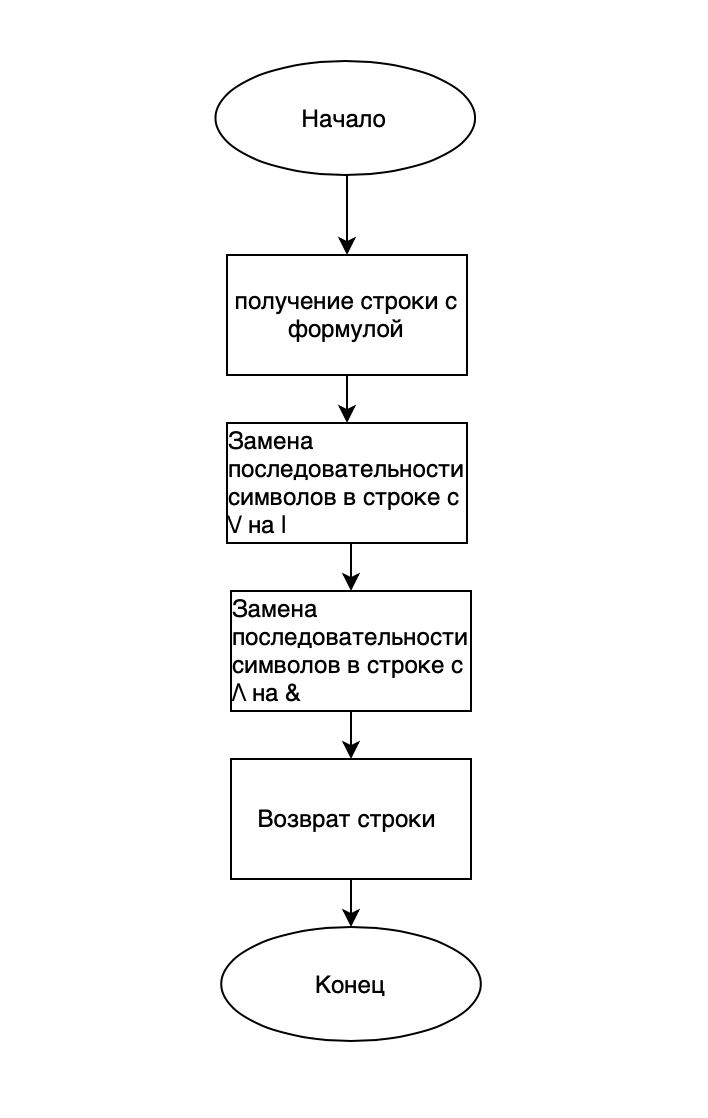 Начало
получение строки с
формулой
Замена
последовательности
символов в строке с
\/ на |
Замена
последовательности
символов в строке с
/\ на &
Возврат строки
Конец